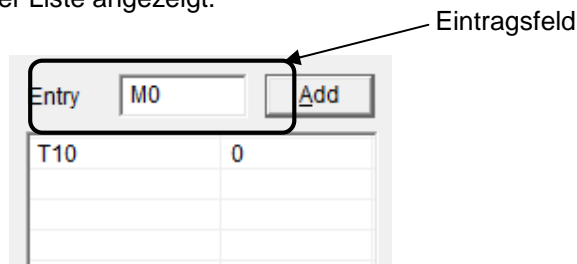 er Liste angezeigt.
Eintragsfeld
Entry M0 Add
T10 0